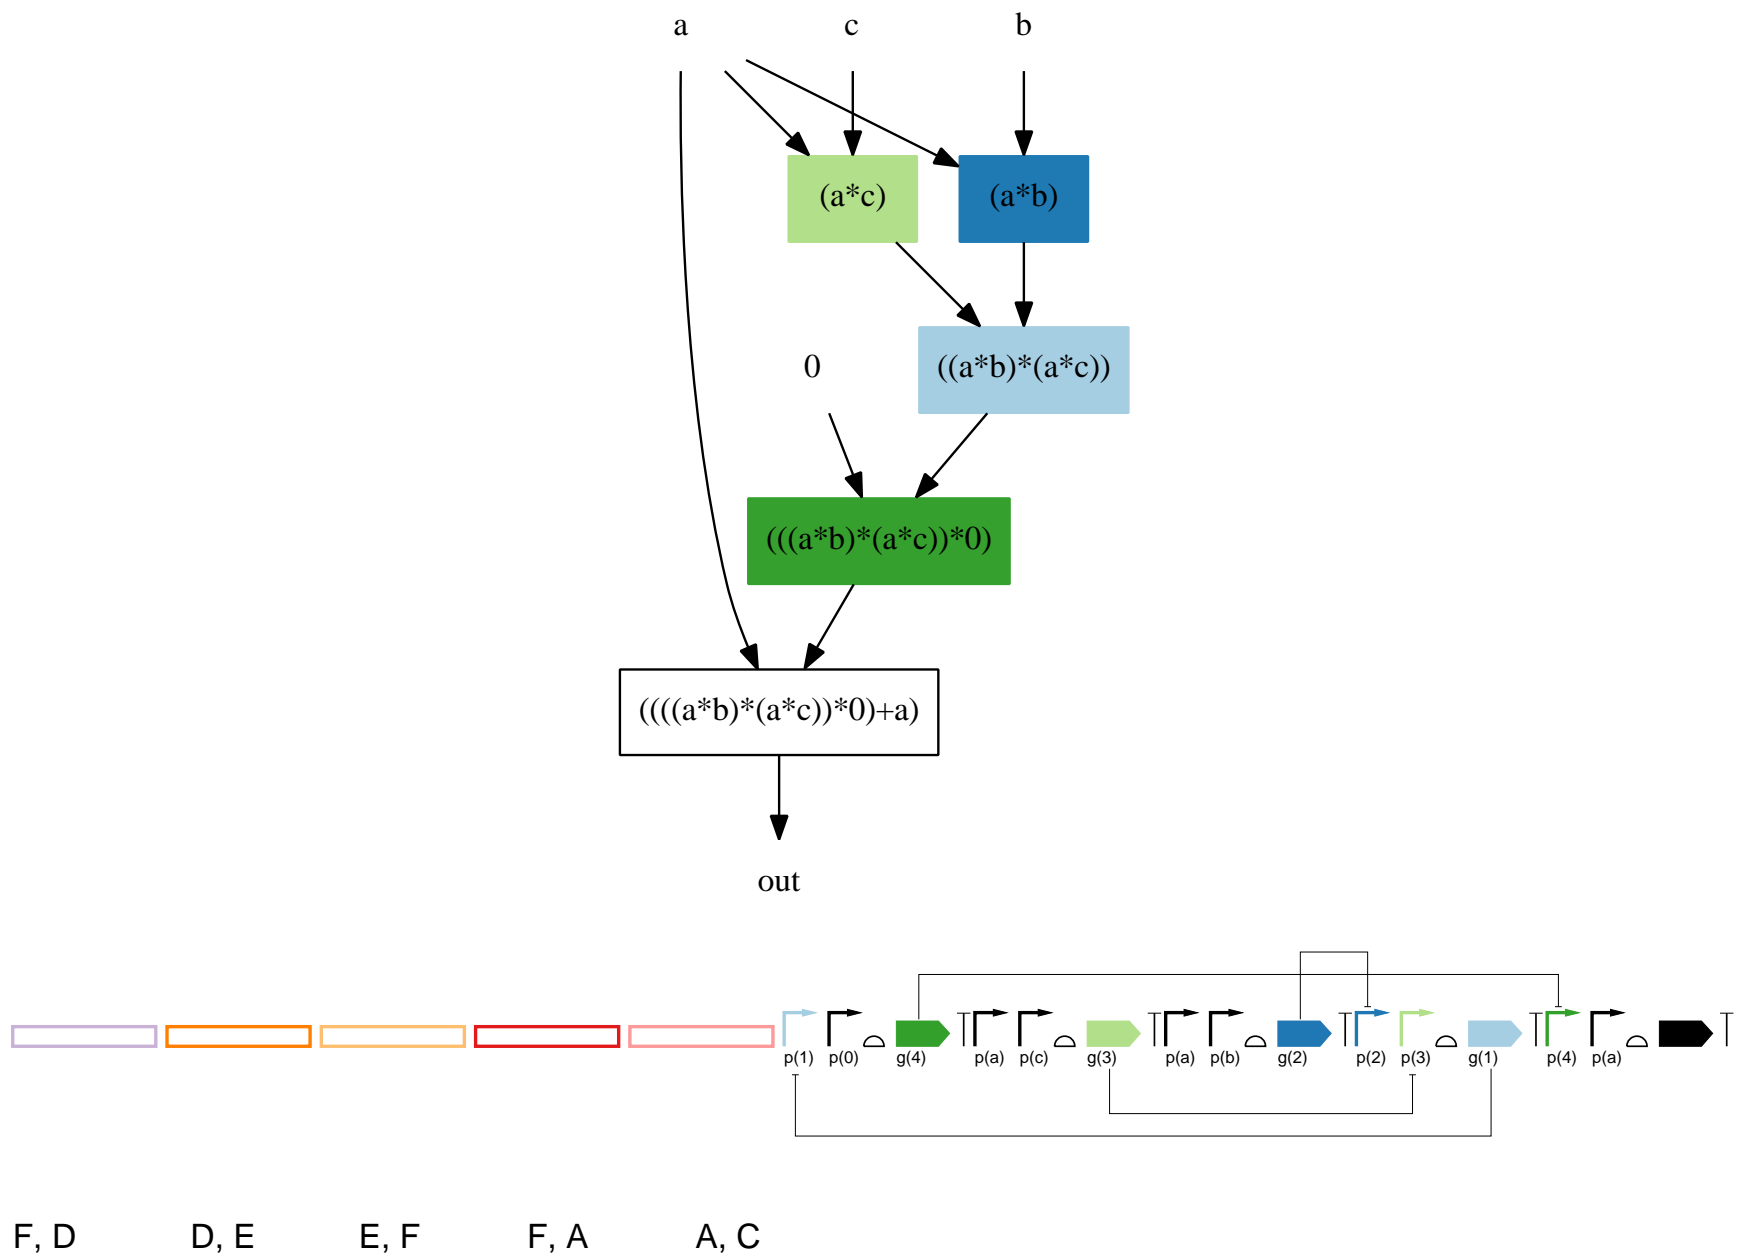 a c b
(a*c) (a*b)
0 ((a*b)*(a*c))
(((a*b)*(a*c))*0)
((((a*b)*(a*c))*0)+a)
out
p(1) p(0) g(4) p(a) p(c) g(3) p(a) p(b) g(2) p(2) p(3) g(1) p(4) p(a)
F, D D, E E, F F, A A, C